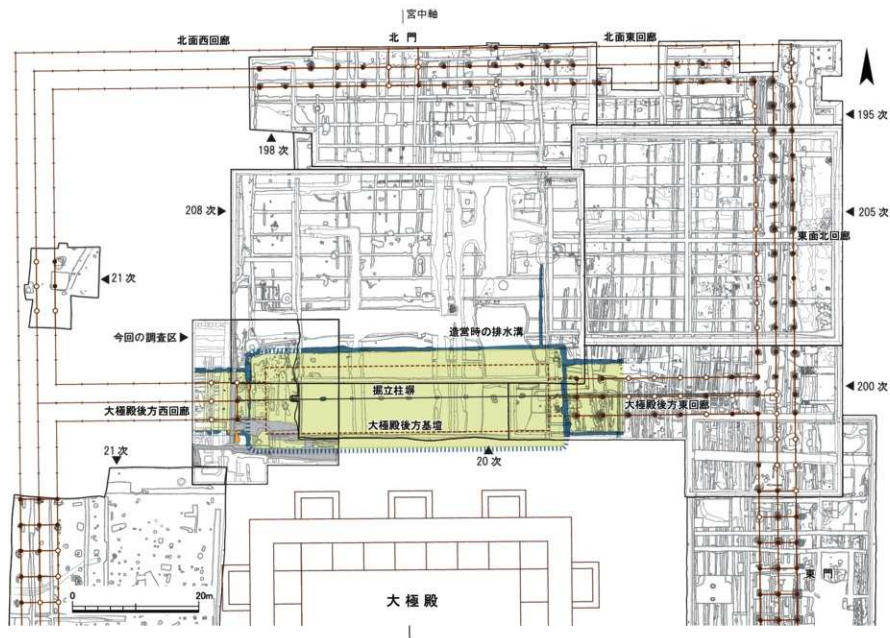 宮中軸
北面西回廊
北門
北面東回廊
195 次
198 次
208 次
205 次
東面北回廊
21 次
今回の調査区
造営時の排水溝
掘立柱塀
200 次
大極殿後方西回廊
大極殿後方東回廊
大極殿後方基壇
21 次
20 次
大極殿
東門
0
20m